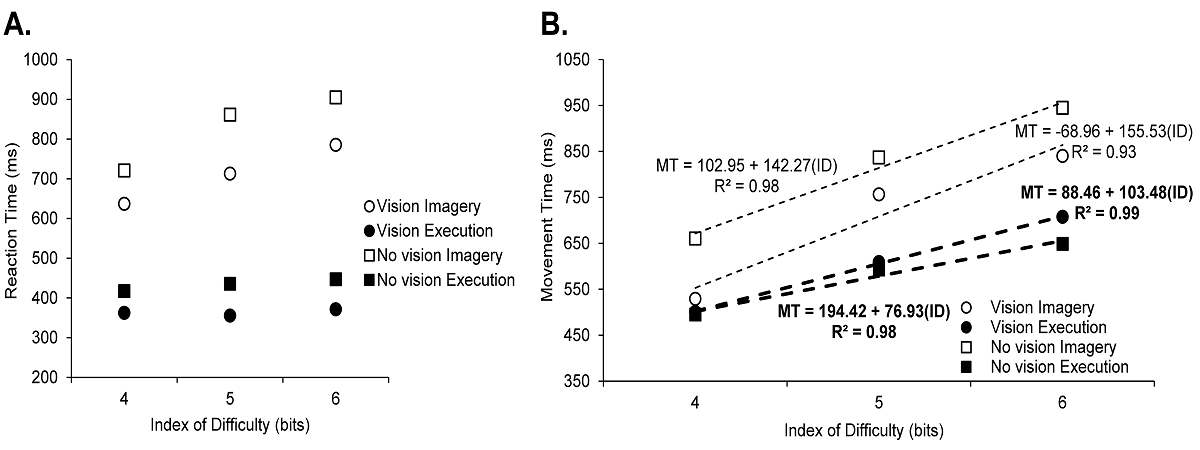 A.
1000
900
800
700
600
500
400
300
200
Reaction Time (ms)
4
5
6
Index of Difficulty (bits)
Vision Imagery
Vision Execution
No vision Imagery
No vision Execution
B.
1050
950
850
750
650
550
450
350
Movement Time (ms)
MT = 102.95 + 142.27(ID)
R² = 0.98
MT = -68.96 + 155.53(ID)
R² = 0.93
MT = 88.46 + 103.48(ID)
R² = 0.99
MT = 194.42 + 76.93(ID)
R² = 0.98
Vision Imagery
Vision Execution
No vision Imagery
No vision Execution
4
5
6
Index of Difficulty (bits)